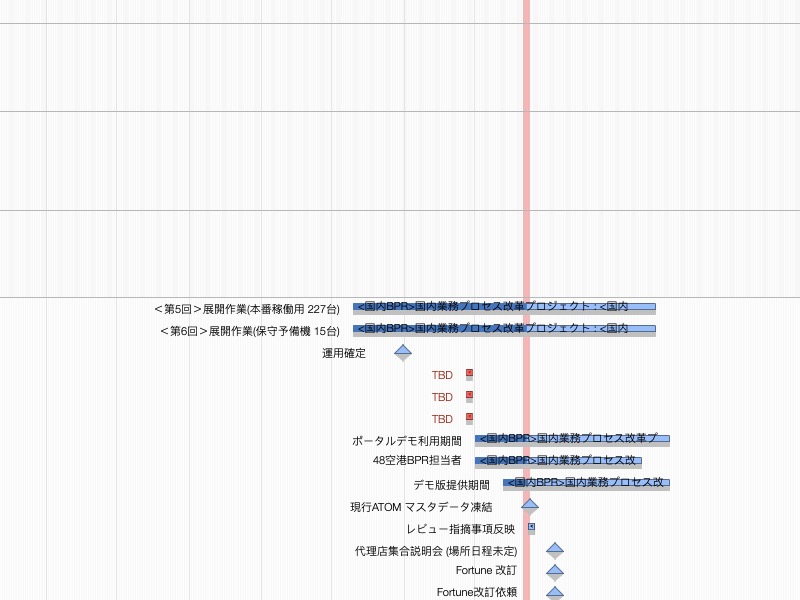 ＜第5回＞展開作業(本番稼働用 227台) <国内BPR>国内業務プロセス改革プロジェクト：<国内
＜第6回＞展開作業(保守予備機 15台) <国内BPR>国内業務プロセス改革プロジェクト：<国内
運用確定
TBD
TBD
TBD
ポータルデモ利用期間 <国内BPR>国内業務プロセス改革プ
48空港BPR担当者 <国内BPR>国内業務プロセス改
デモ版提供期間 <国内BPR>国内業務プロセス改
現行ATOM マスタデータ凍結
レビュー指摘事項反映
代理店集合説明会 (場所日程未定)
Fortune 改訂
Fortune改訂依頼